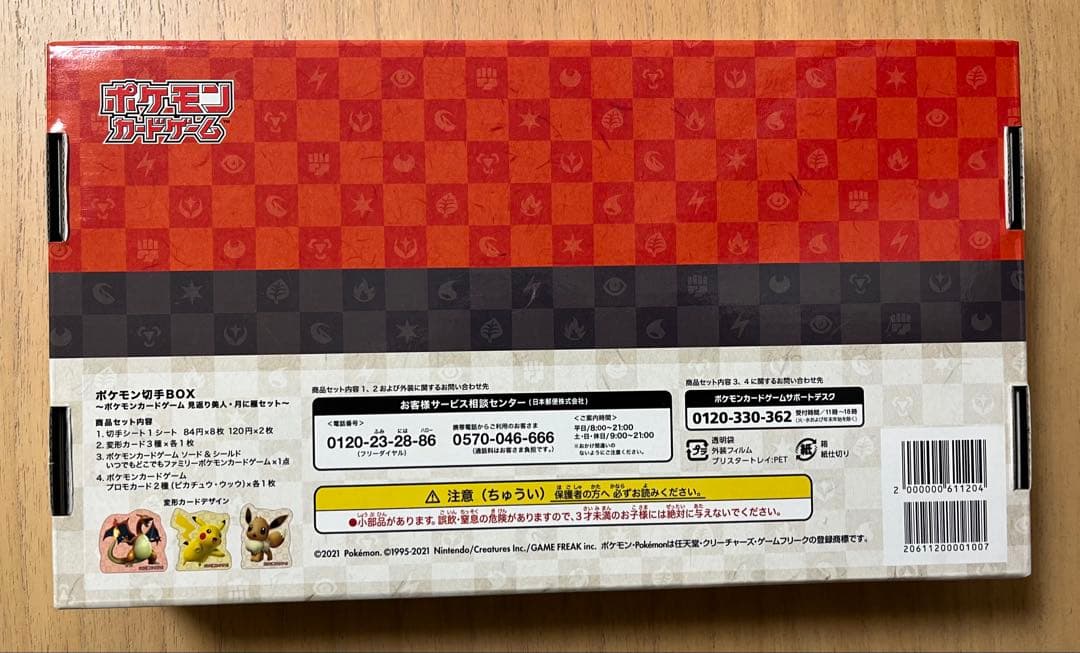 ポケモン
カードゲーム
ポケモン切手BOX
〜ポケモンカードゲーム 見返り美人・月に雁セット〜
商品セット内容
1. 切手シート1シート 84円×8枚 120円×2枚
2. 変形カード3種×各1枚
3. ポケモンカードゲーム ソード&シールド
いつでもどこでもファミリーポケモンカードゲーム×1点
4. ポケモンカードゲーム
プロモカード2種(ピカチュウ・ウッウ)×各1枚
変形カードデザイン
商品セット内容1、2および外装に関するお問い合わせ先
お客様サービス相談センター(日本郵便株式会社)
<電話番号>
ふみ には ハロー
0120-23-28-86
(フリーダイヤル)
携帯電話からご利用のお客さま
0570-046-666
(通話料はお客さま負担です。)
<ご案内時間>
平日/8:00〜21:00
土・日・休日/9:00〜21:00
※おかけ間違いの
ないようにご注意ください。
商品セット内容3、4に関するお問い合わせ先
ポケモンカードゲームサポートデスク
0120-330-362 受付時間/11時〜18時
(火・水および年末年始を除く)
プラ
透明袋
外装フィルム
ブリスタートレイ:PET
紙
箱
紙仕切り
注意(ちゅうい) 保護者の方へ 必ずお読みください。
●小部品があります。誤飲・窒息の危険がありますので、3才未満のお子様には絶対に与えないでください。
©2021 Pokémon. ©1995-2021 Nintendo/Creatures Inc./GAME FREAK inc. ポケモン・Pokémonは任天堂・クリーチャーズ・ゲームフリークの登録商標です。
2 000000 611204
20611200001007